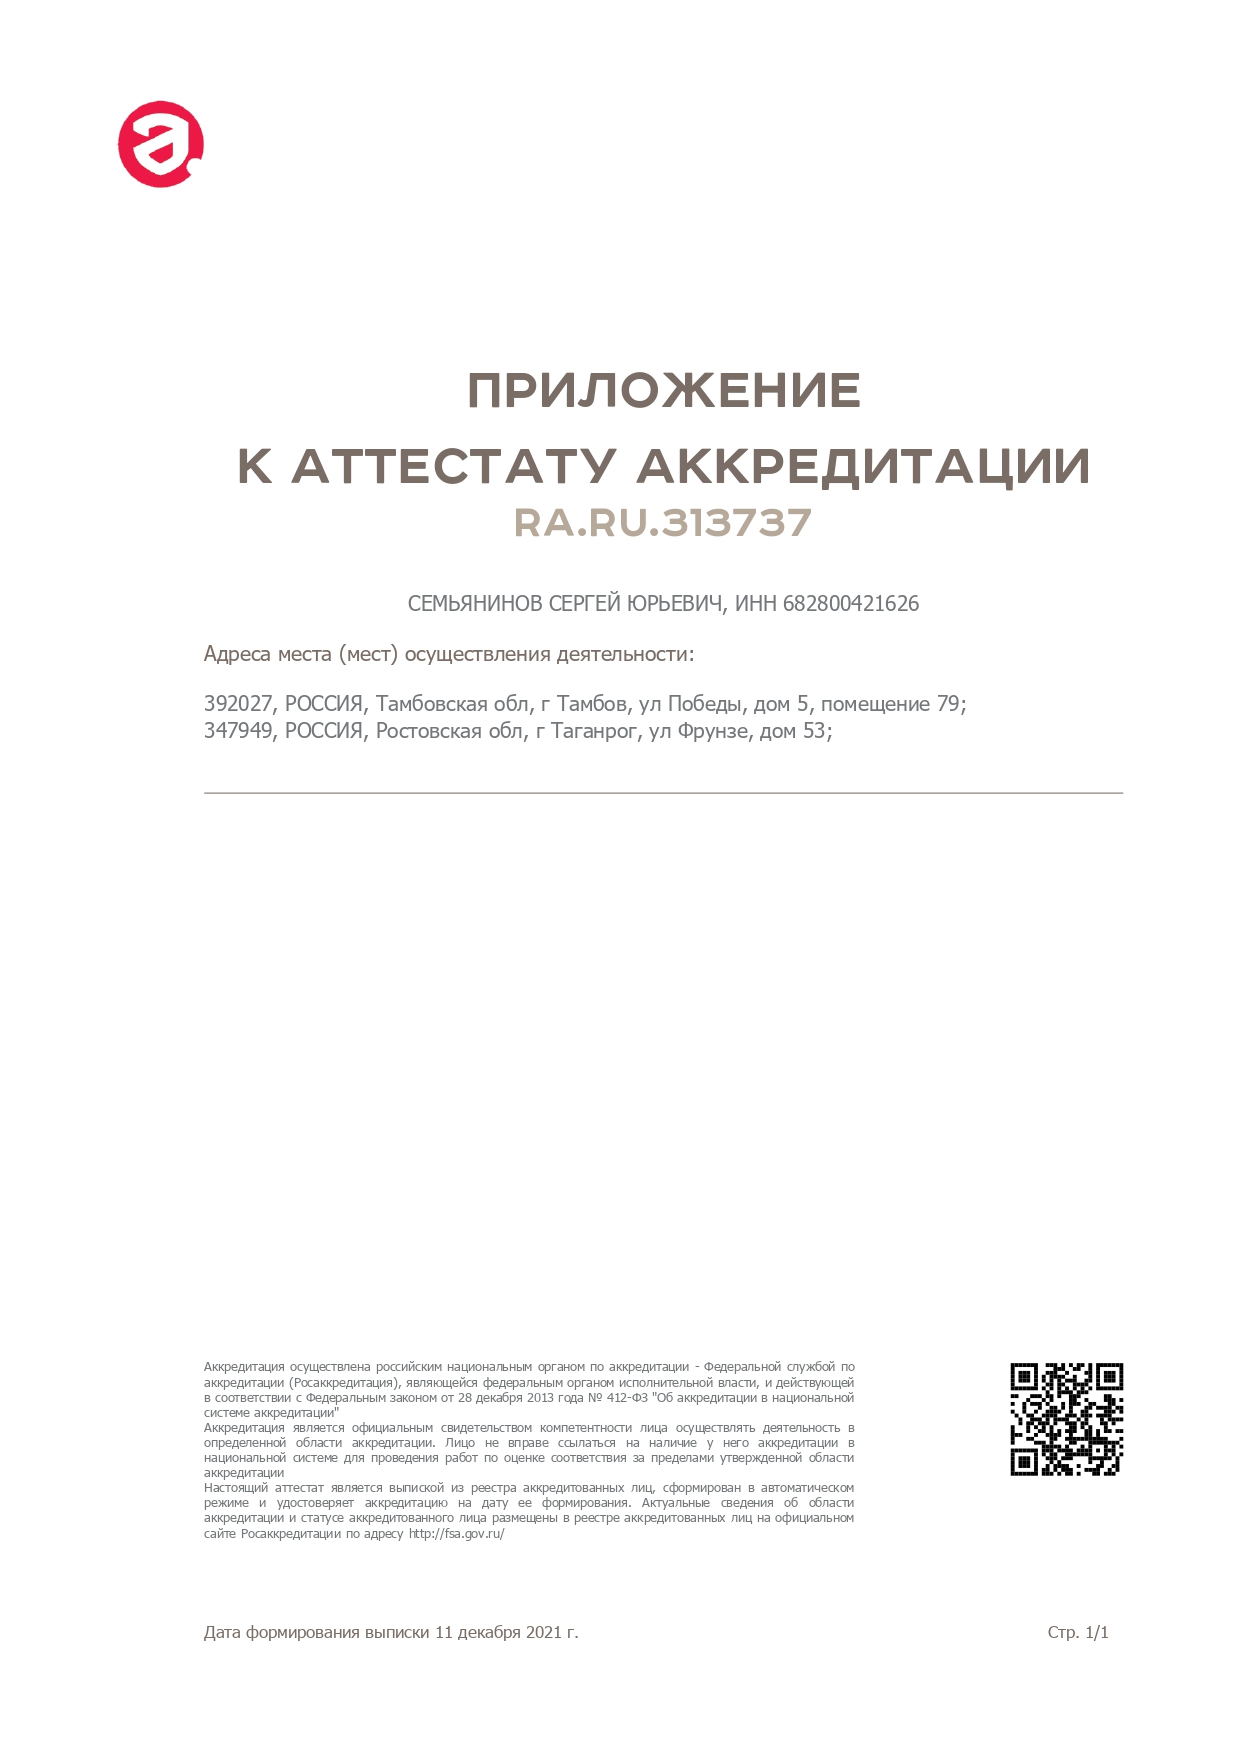 ПРИЛОЖЕНИЕ
К АТТЕСТАТУ АККРЕДИТАЦИИ
RA.RU.313737
СЕМЬЯНИНОВ СЕРГЕЙ ЮРЬЕВИЧ, ИНН 682800421626
Адреса места (мест) осуществления деятельности:
392027, РОССИЯ, Тамбовская обл, г Тамбов, ул Победы, дом 5, помещение 79;
347949, РОССИЯ, Ростовская обл, г Таганрог, ул Фрунзе, дом 53;
Аккредитация осуществлена российским национальным органом по аккредитации - Федеральной службой по
аккредитации (Росаккредитация), являющейся федеральным органом исполнительной власти, и действующей
в соответствии с Федеральным законом от 28 декабря 2013 года № 412-ФЗ "Об аккредитации в национальной
системе аккредитации"
Аккредитация является официальным свидетельством компетентности лица осуществлять деятельность в
определенной области аккредитации. Лицо не вправе ссылаться на наличие у него аккредитации в
национальной системе для проведения работ по оценке соответствия за пределами утвержденной области
аккредитации
Настоящий аттестат является выпиской из реестра аккредитованных лиц, сформирован в автоматическом
режиме и удостоверяет аккредитацию на дату ее формирования. Актуальные сведения об области
аккредитации и статусе аккредитованного лица размещены в реестре аккредитованных лиц на официальном
сайте Росаккредитации по адресу http://fsa.gov.ru/
Дата формирования выписки 11 декабря 2021 г.
Стр. 1/1